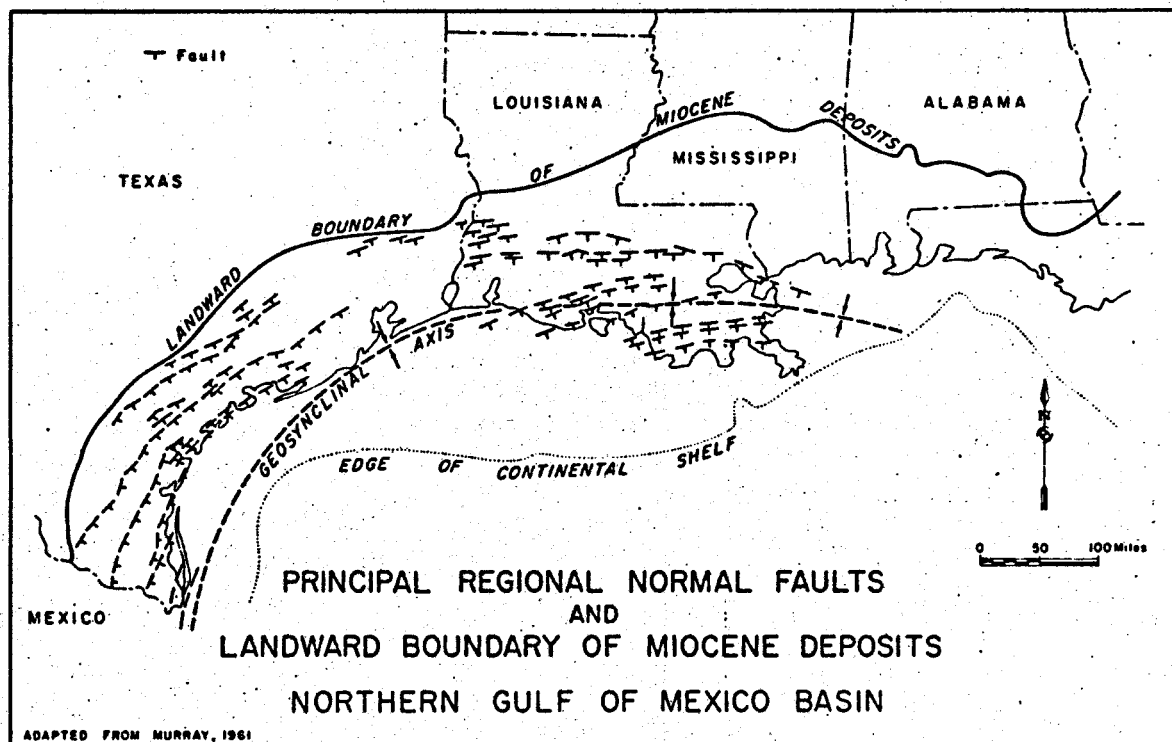 Fault
LOUISIANA
ALABAMA
TEXAS
MISSISSIPPI
LANDWARD BOUNDARY OF MIOCENE DEPOSITS
GEOSYNCLINAL AXIS
EDGE OF CONTINENTAL SHELF
N
0 50 100 Miles
MEXICO
PRINCIPAL REGIONAL NORMAL FAULTS
AND
LANDWARD BOUNDARY OF MIOCENE DEPOSITS
NORTHERN GULF OF MEXICO BASIN
ADAPTED FROM MURRAY, 1961